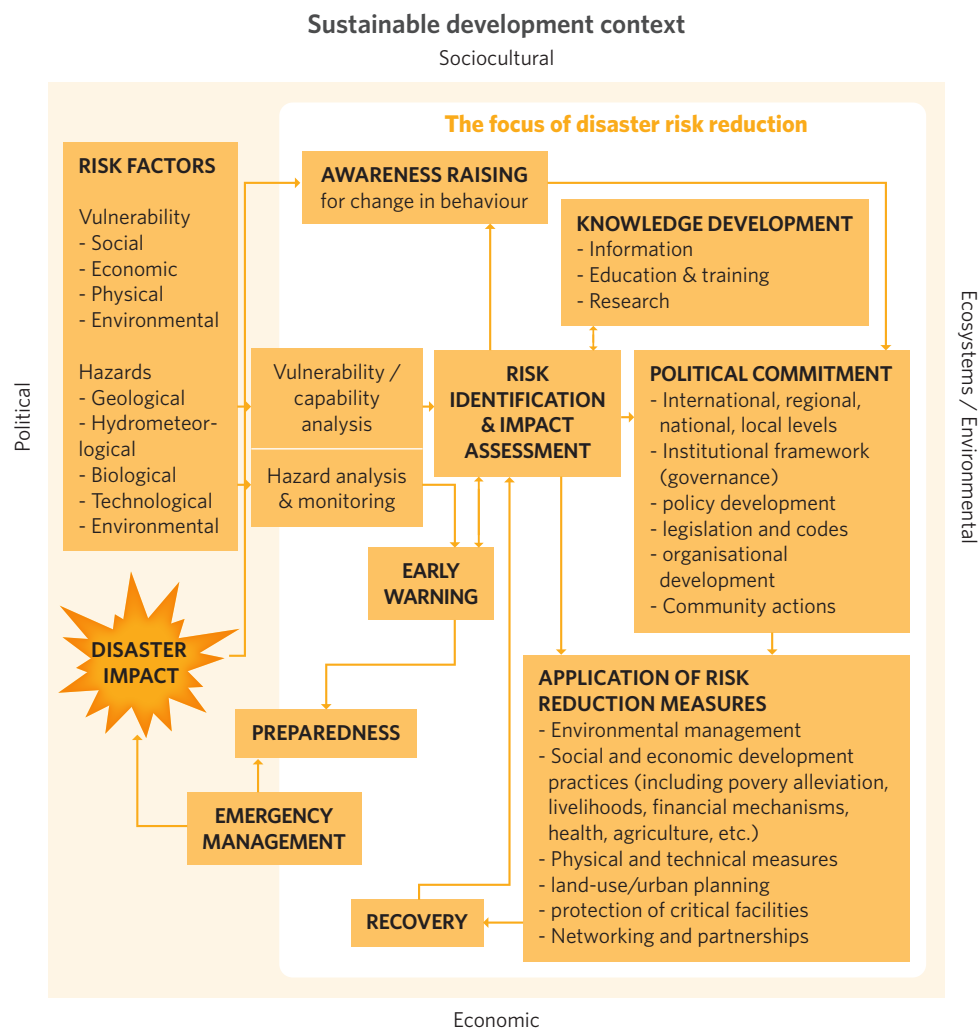 Sustainable development context
Sociocultural
The focus of disaster risk reduction
RISK FACTORS
Vulnerability
- Social
- Economic
- Physical
- Environmental
Hazards
- Geological
- Hydrometeor-
logical
- Biological
- Technological
- Environmental
AWARENESS RAISING
for change in behaviour
KNOWLEDGE DEVELOPMENT
- Information
- Education & training
- Research
Vulnerability /
capability
analysis
Hazard analysis
& monitoring
RISK
IDENTIFICATION
& IMPACT
ASSESSMENT
POLITICAL COMMITMENT
- International, regional,
national, local levels
- Institutional framework
(governance)
- policy development
- legislation and codes
- organisational
development
- Community actions
EARLY
WARNING
DISASTER
IMPACT
PREPAREDNESS
EMERGENCY
MANAGEMENT
APPLICATION OF RISK
REDUCTION MEASURES
- Environmental management
- Social and economic development
practices (including povery alleviation,
livelihoods, financial mechanisms,
health, agriculture, etc.)
- Physical and technical measures
- land-use/urban planning
- protection of critical facilities
- Networking and partnerships
RECOVERY
Political
Ecosystems / Environmental
Economic